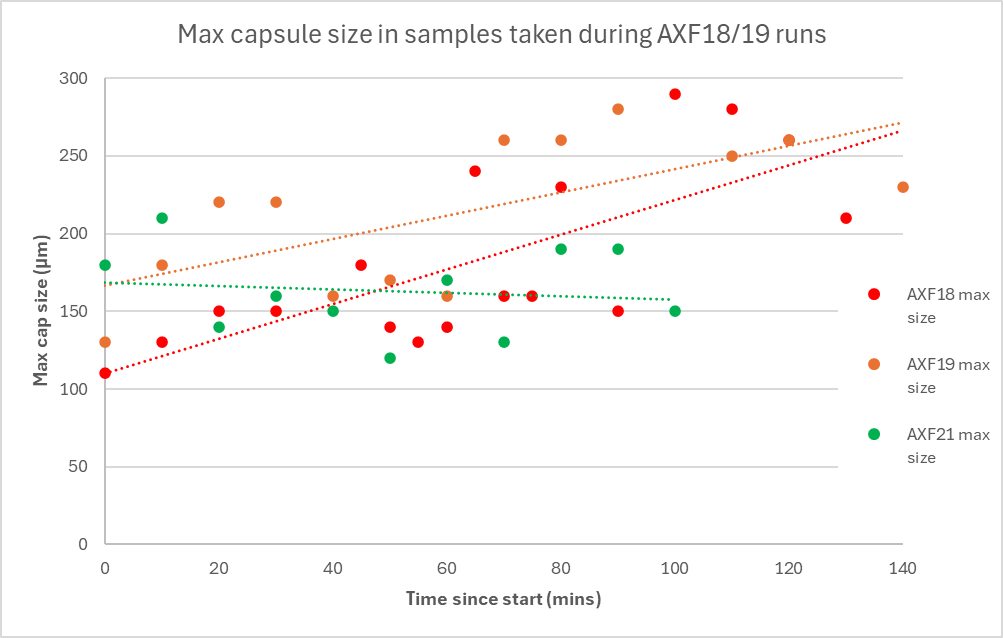 Max capsule size in samples taken during AXF18/19 runs
300
250
200
150
100
50
0
Max cap size (µm)
0 20 40 60 80 100 120 140
Time since start (mins)
AXF18 max
size
AXF19 max
size
AXF21 max
size